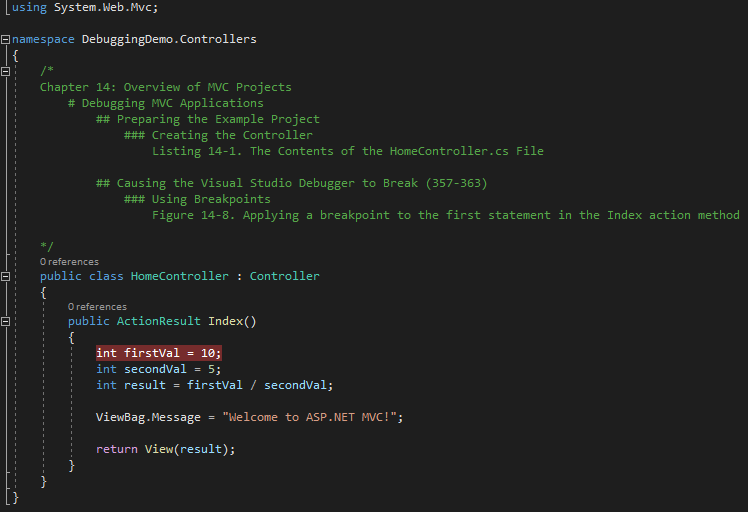 using System.Web.Mvc;
namespace DebuggingDemo.Controllers
{
/*
Chapter 14: Overview of MVC Projects
# Debugging MVC Applications
## Preparing the Example Project
### Creating the Controller
Listing 14-1. The Contents of the HomeController.cs File
## Causing the Visual Studio Debugger to Break (357-363)
### Using Breakpoints
Figure 14-8. Applying a breakpoint to the first statement in the Index action method
*/
0 references
public class HomeController : Controller
{
0 references
public ActionResult Index()
{
int firstVal = 10;
int secondVal = 5;
int result = firstVal / secondVal;
ViewBag.Message = "Welcome to ASP.NET MVC!";
return View(result);
}
}
}